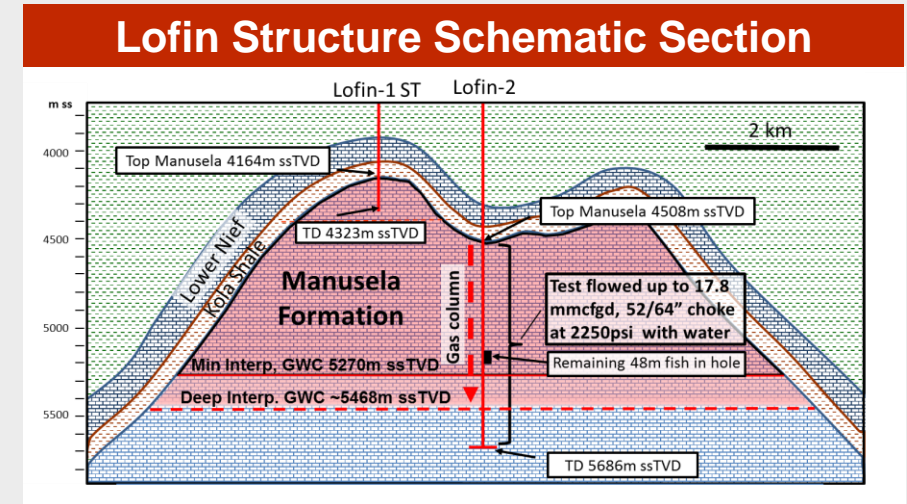 Lofin Structure Schematic Section
Lofin-1 ST
Lofin-2
m ss
2 km
4000
Top Manusela 4164m ssTVD
Top Manusela 4508m ssTVD
TD 4323m ssTVD
4500
Lower Nief
Kola Shale
Manusela
Formation
Gas column
Test flowed up to 17.8
mmcfgd, 52/64” choke
at 2250psi with water
5000
Remaining 48m fish in hole
Min Interp, GWC 5270m ssTVD
Deep Interp. GWC ~5468m ssTVD
5500
TD 5686m ssTVD